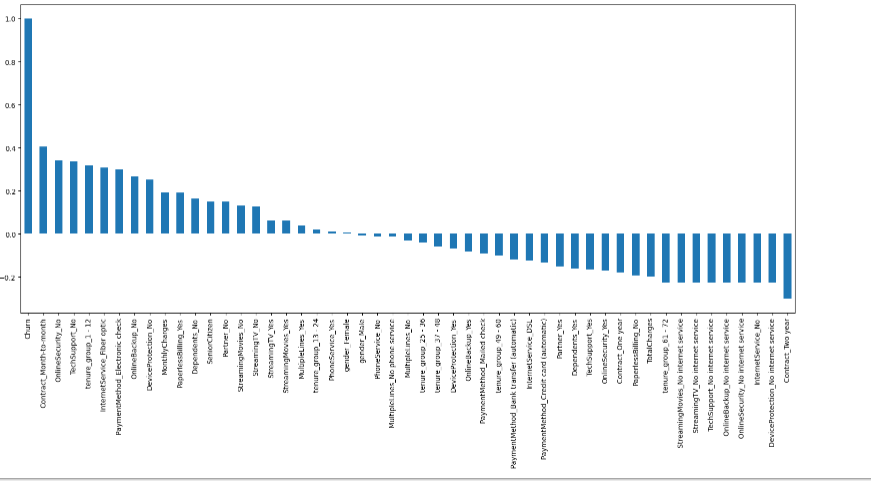 1.0
0.8
0.6
0.4
0.2
0.0
−0.2
Churn
Contract_Month-to-month
OnlineSecurity_No
TechSupport_No
tenure_group_1 - 12
InternetService_Fiber optic
PaymentMethod_Electronic check
OnlineBackup_No
DeviceProtection_No
MonthlyCharges
PaperlessBilling_Yes
Dependents_No
SeniorCitizen
Partner_No
StreamingMovies_No
StreamingTV_No
StreamingTV_Yes
StreamingMovies_Yes
MultipleLines_Yes
tenure_group_13 - 24
PhoneService_Yes
gender_Female
gender_Male
PhoneService_No
MultipleLines_No phone service
MultipleLines_No
tenure_group_25 - 36
tenure_group_37 - 48
DeviceProtection_Yes
OnlineBackup_Yes
PaymentMethod_Mailed check
tenure_group_49 - 60
PaymentMethod_Bank transfer (automatic)
InternetService_DSL
PaymentMethod_Credit card (automatic)
Partner_Yes
Dependents_Yes
TechSupport_Yes
OnlineSecurity_Yes
Contract_One year
PaperlessBilling_No
TotalCharges
tenure_group_61 - 72
StreamingMovies_No internet service
StreamingTV_No internet service
TechSupport_No internet service
OnlineBackup_No internet service
OnlineSecurity_No internet service
InternetService_No
DeviceProtection_No internet service
Contract_Two year